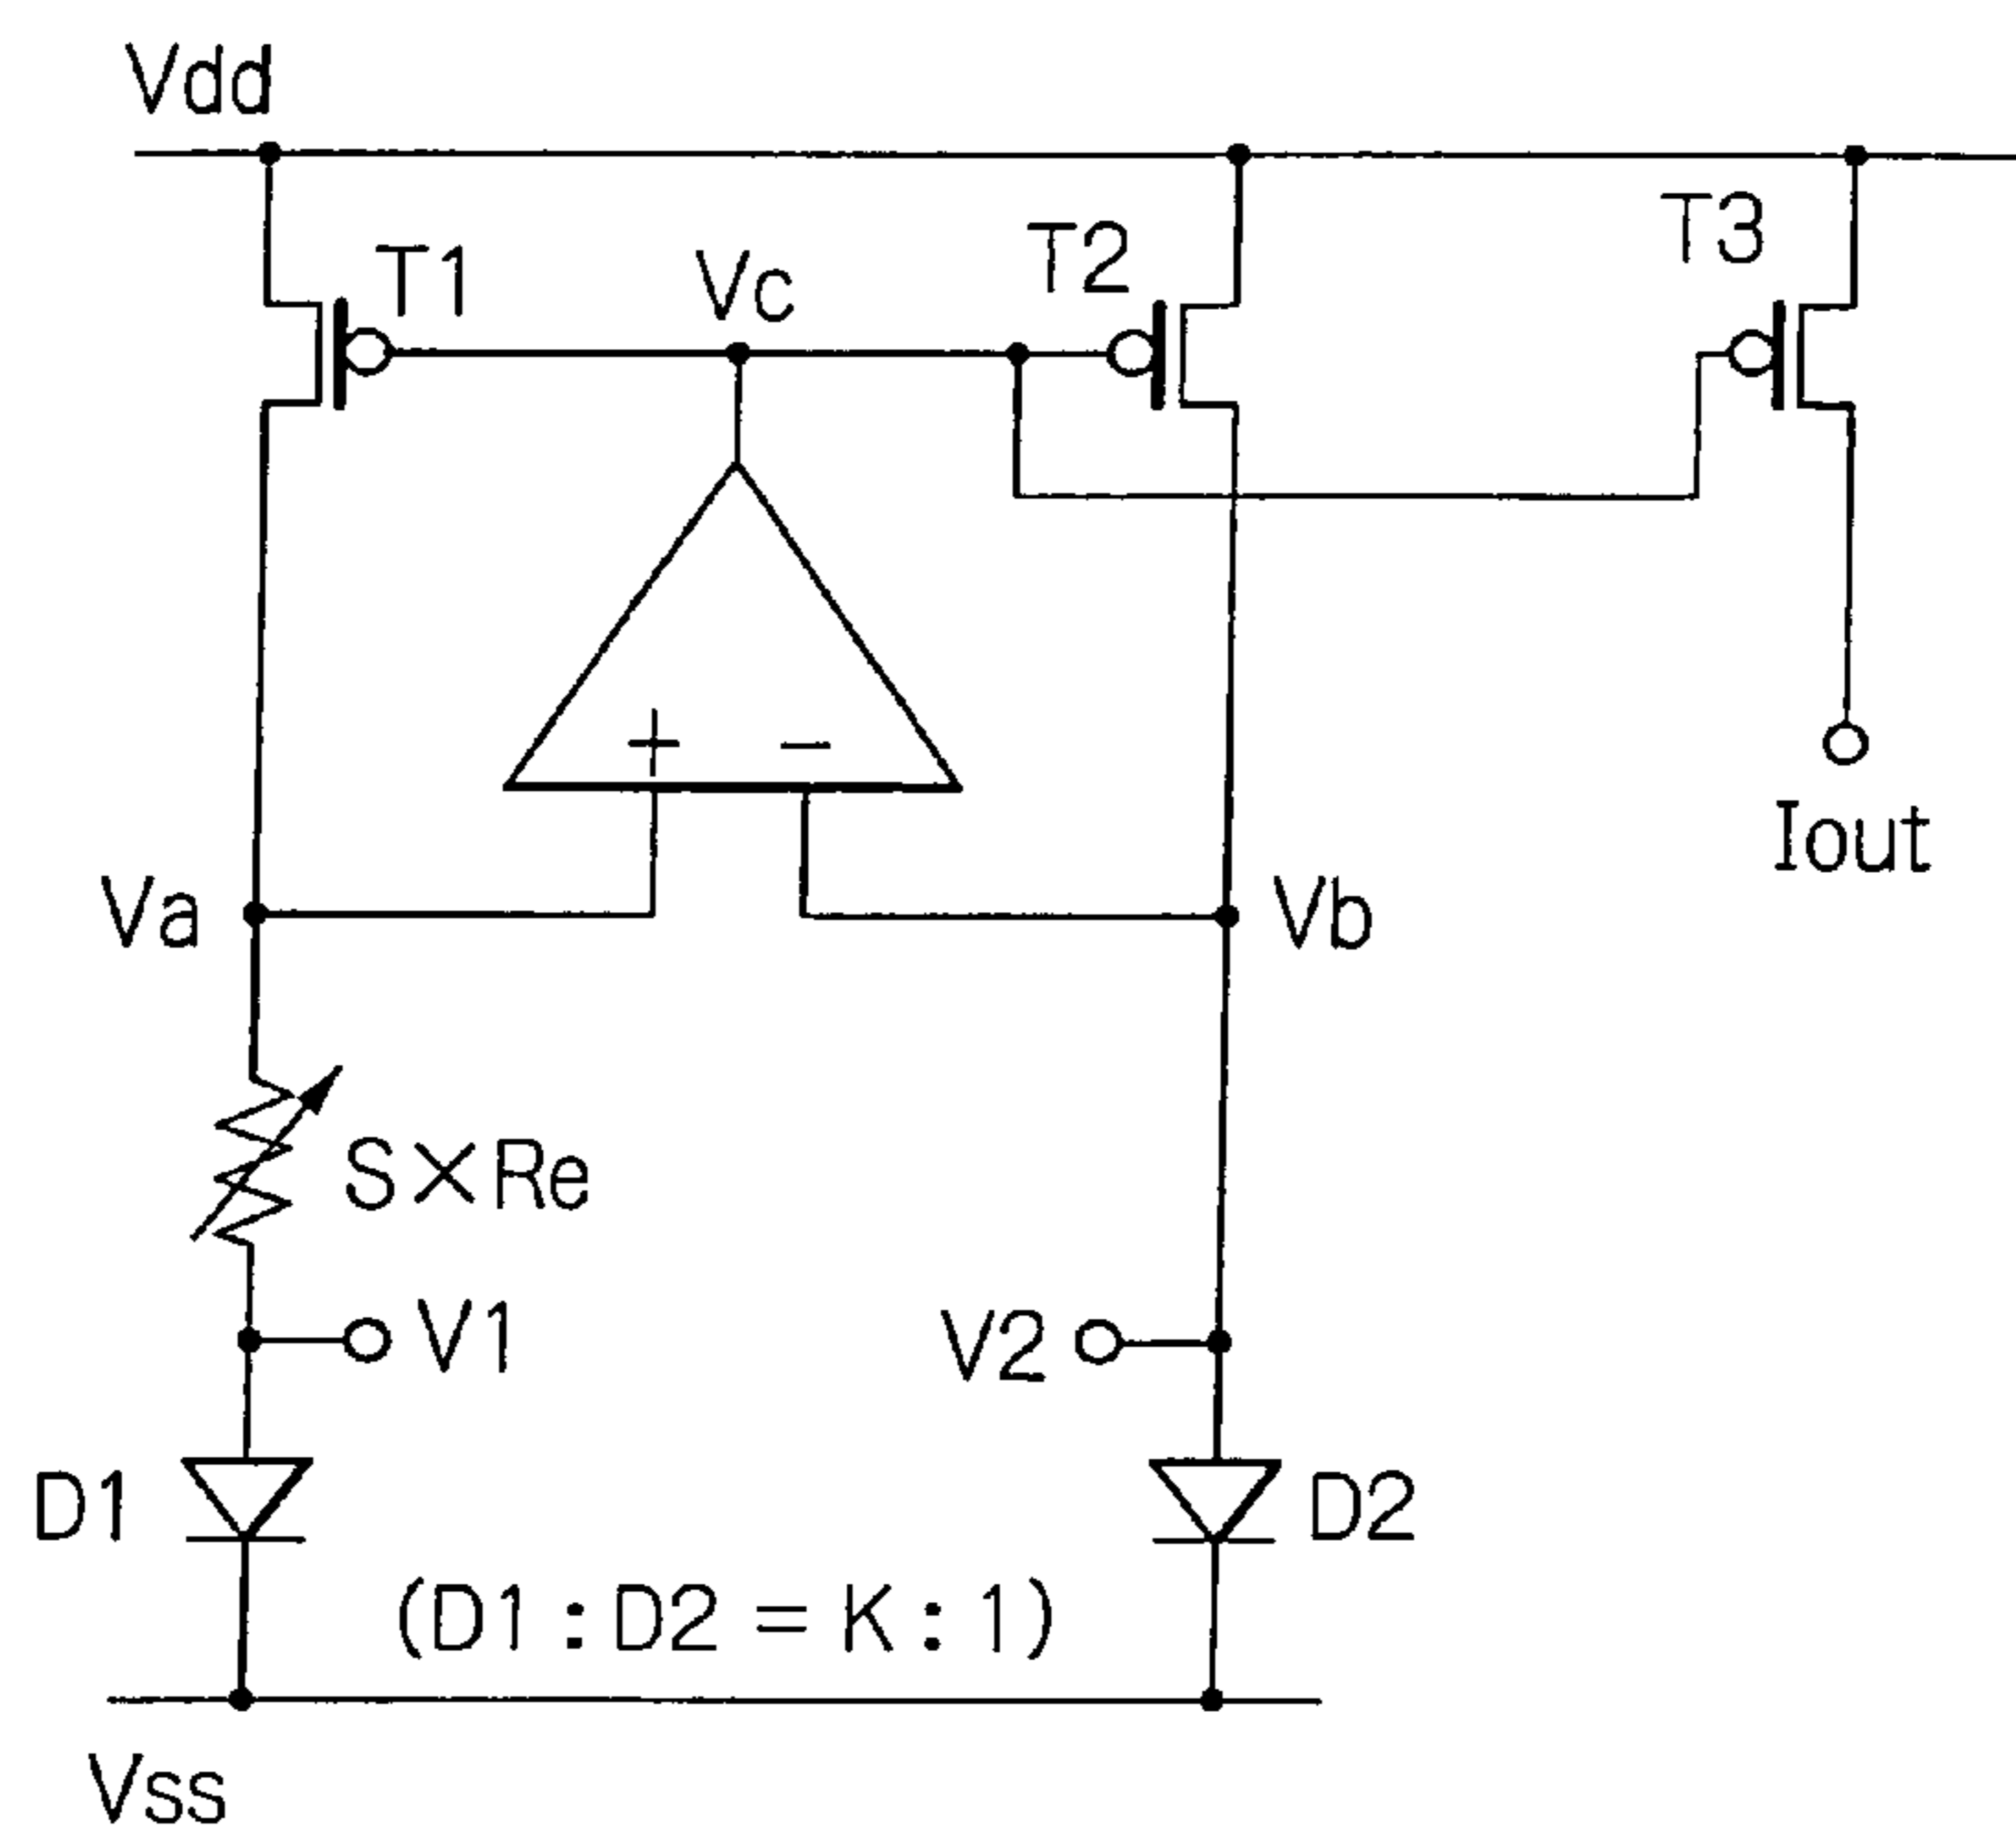 Vdd
T1
Vc
T2
T3
+
−
Iout
Va
Vb
S×Re
V1
V2
D1
D2
(D1:D2=K:1)
Vss